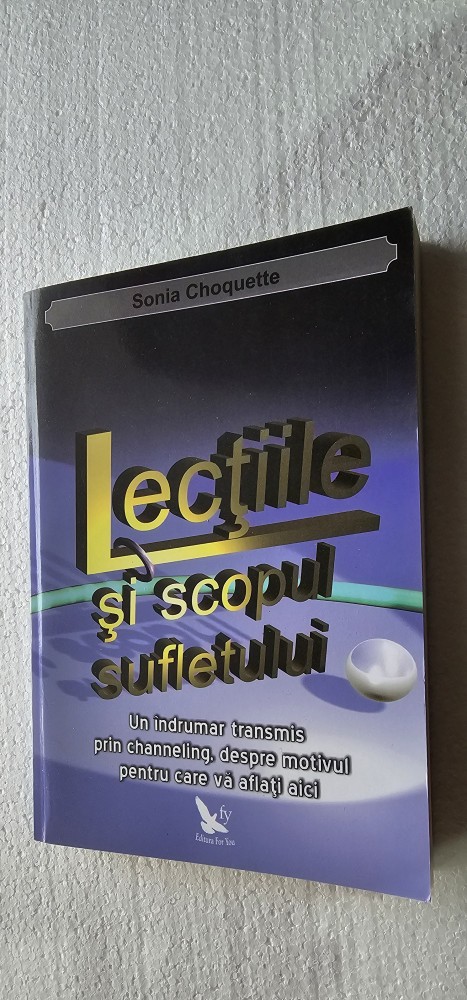 Sonia Choquette
Lecţiile
şi scopul
sufletului
Un îndrumar transmis
prin channeling, despre motivul
pentru care vă aflaţi aici
fy
Editura For You